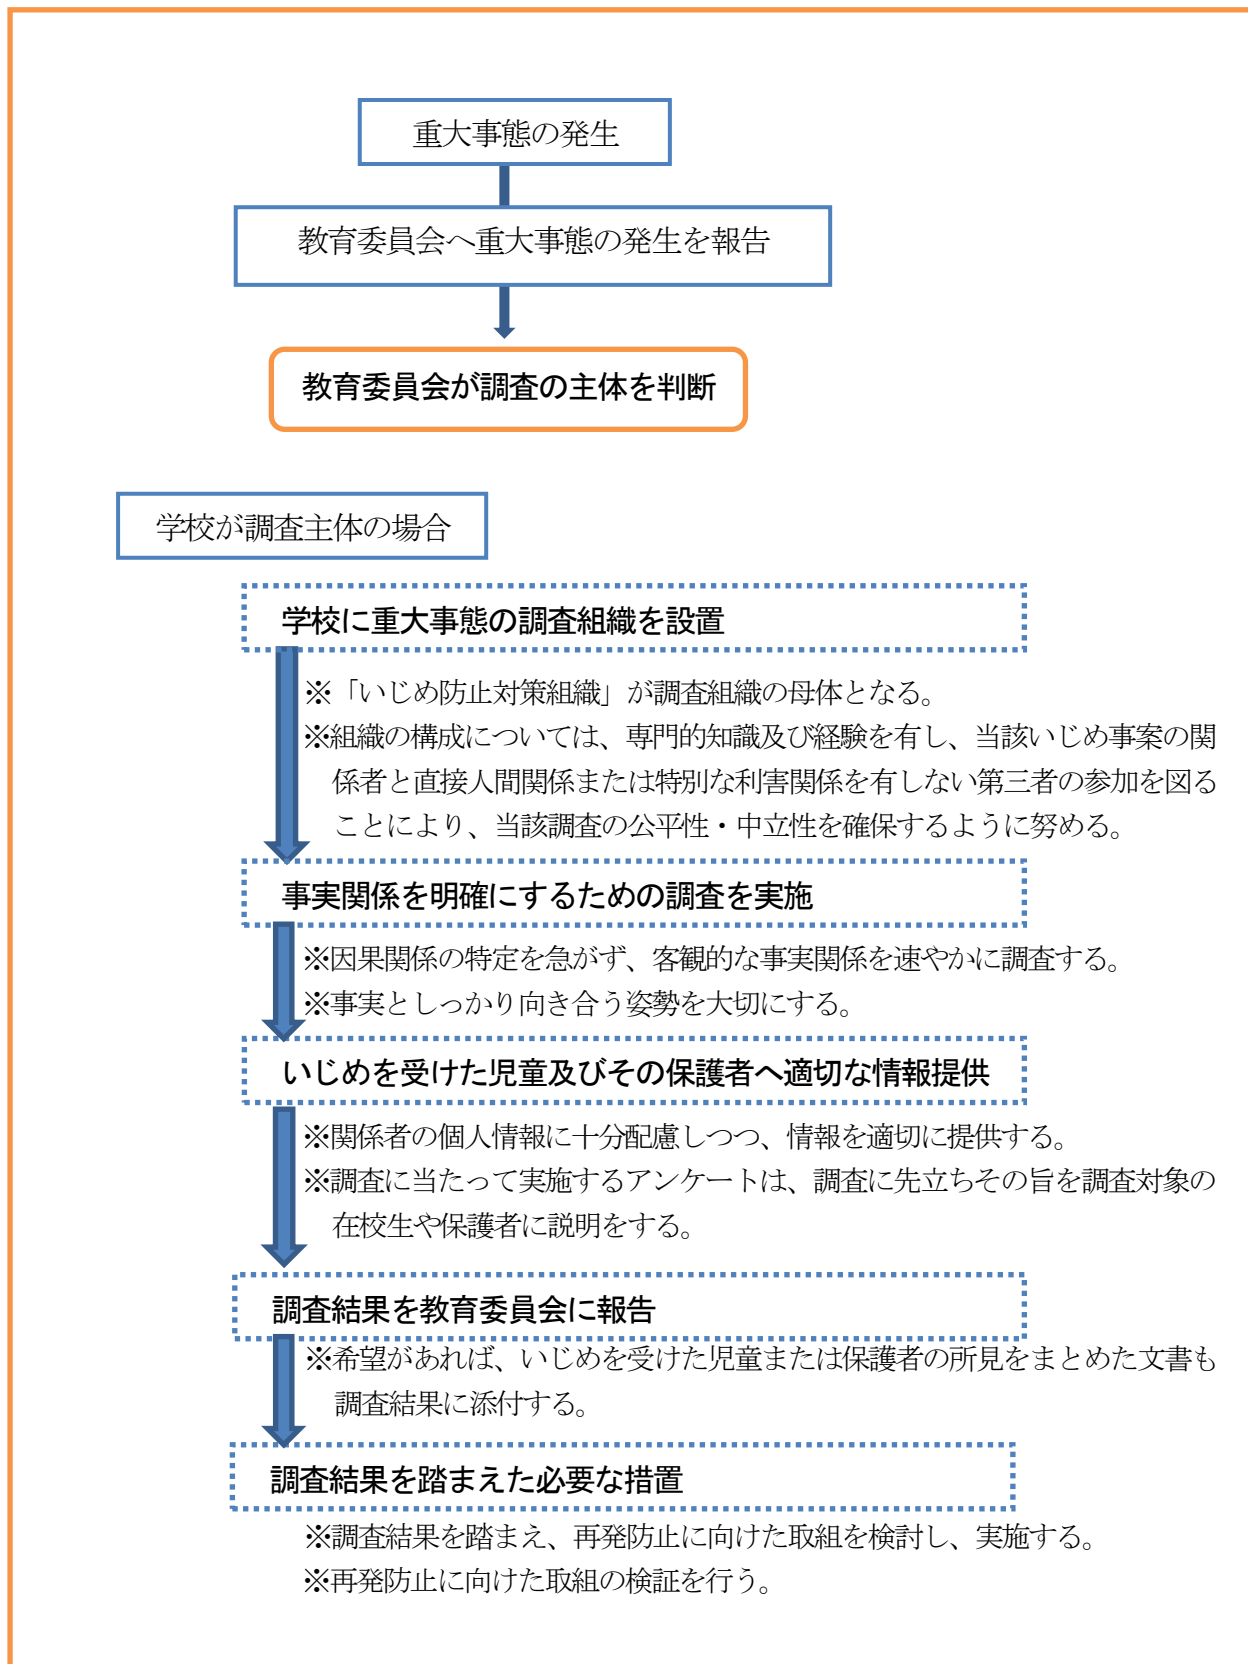 重大事態の発生
教育委員会へ重大事態の発生を報告
教育委員会が調査の主体を判断
学校が調査主体の場合
学校に重大事態の調査組織を設置
※「いじめ防止対策組織」が調査組織の母体となる。
※組織の構成については、専門的知識及び経験を有し、当該いじめ事案の関
係者と直接人間関係または特別な利害関係を有しない第三者の参加を図る
ことにより、当該調査の公平性・中立性を確保するように努める。
事実関係を明確にするための調査を実施
※因果関係の特定を急がず、客観的な事実関係を速やかに調査する。
※事実としっかり向き合う姿勢を大切にする。
いじめを受けた児童及びその保護者へ適切な情報提供
※関係者の個人情報に十分配慮しつつ、情報を適切に提供する。
※調査に当たって実施するアンケートは、調査に先立ちその旨を調査対象の
在校生や保護者に説明をする。
調査結果を教育委員会に報告
※希望があれば、いじめを受けた児童または保護者の所見をまとめた文書も
調査結果に添付する。
調査結果を踏まえた必要な措置
※調査結果を踏まえ、再発防止に向けた取組を検討し、実施する。
※再発防止に向けた取組の検証を行う。